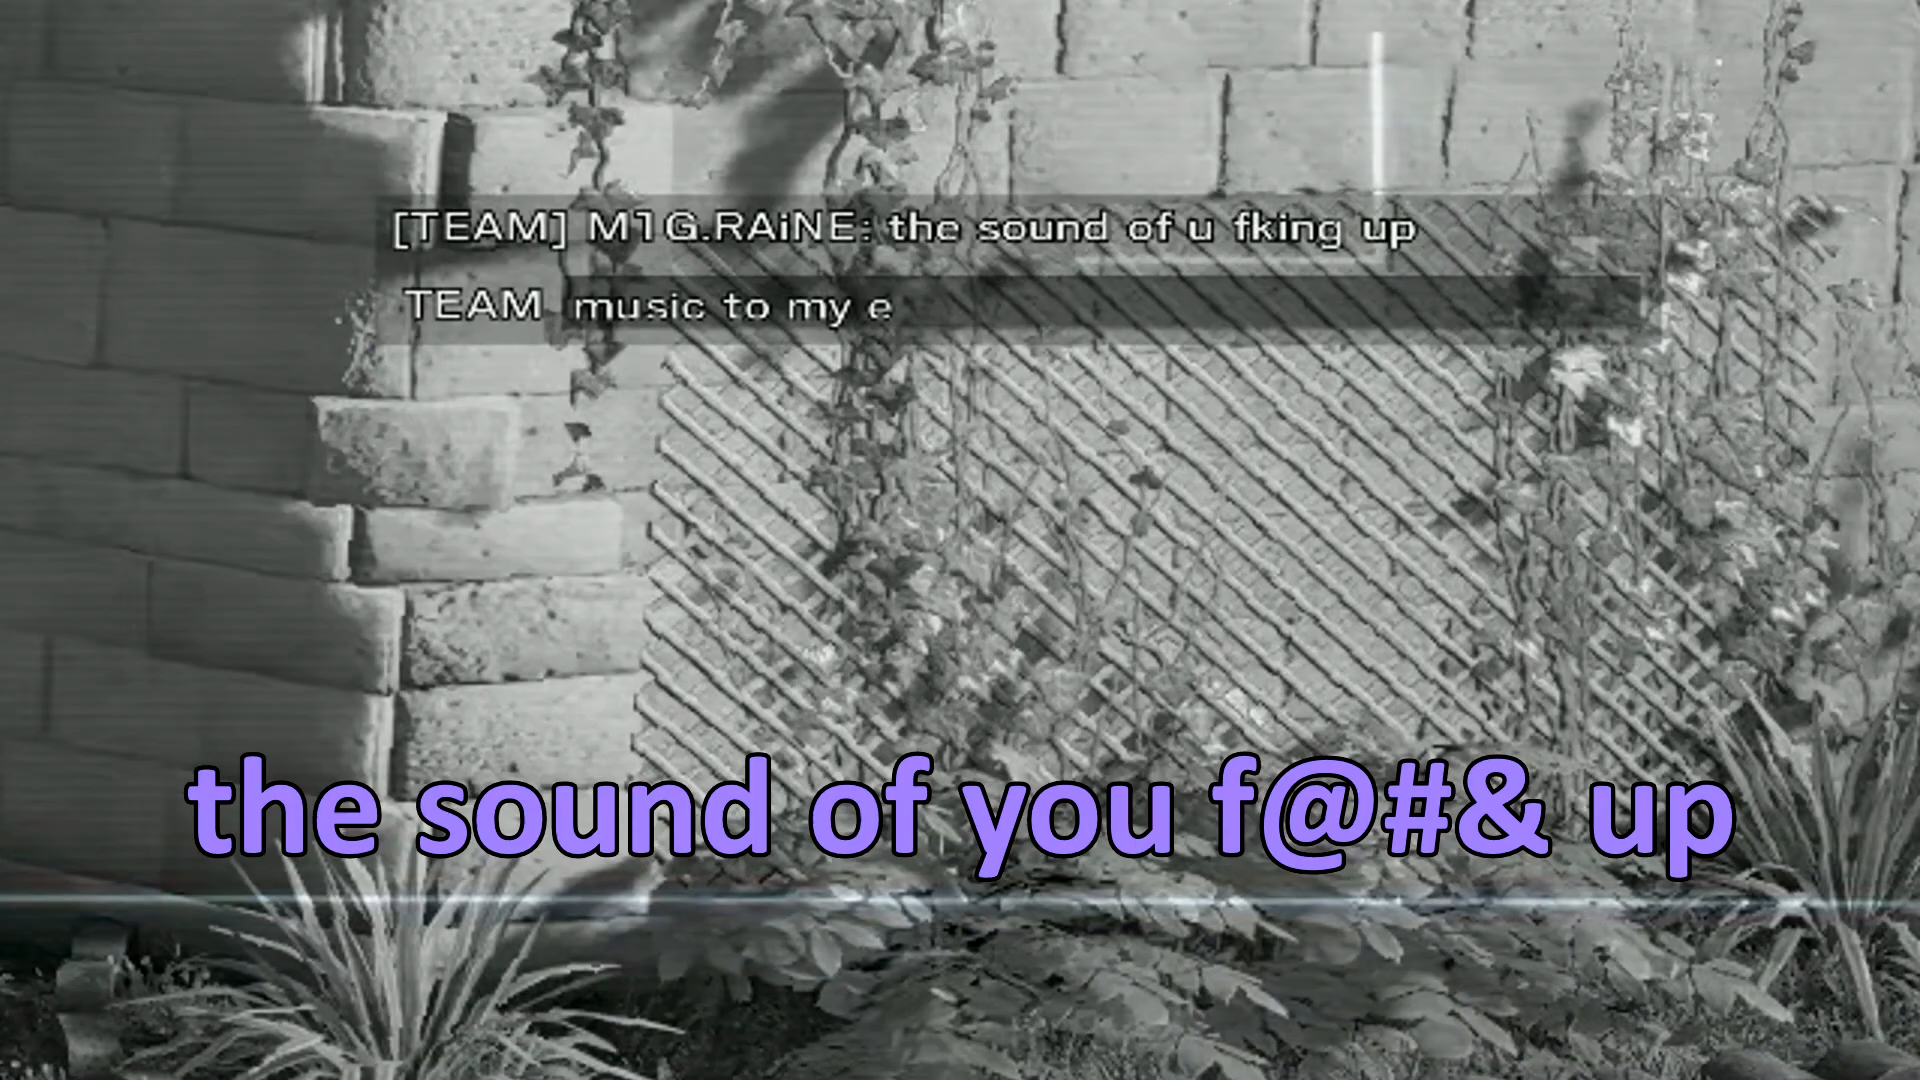 [TEAM] M1G.RAiNE: the sound of u fking up
TEAM music to my e
the sound of you f@#& up